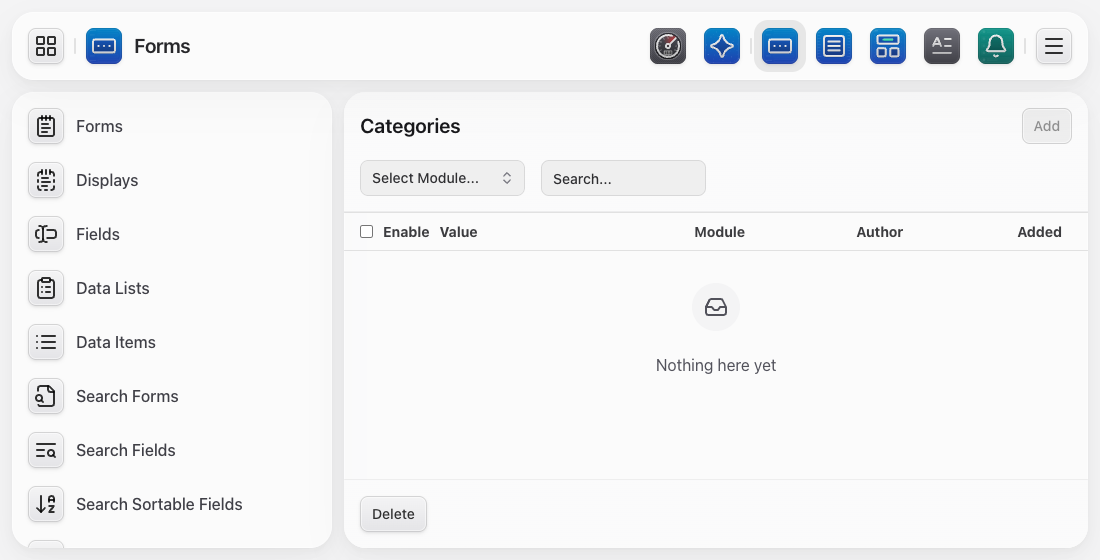 Forms
Forms
Displays
Fields
Data Lists
Data Items
Search Forms
Search Fields
Search Sortable Fields
Categories
Add
Select Module...
Search...
Enable Value Module Author Added
Nothing here yet
Delete